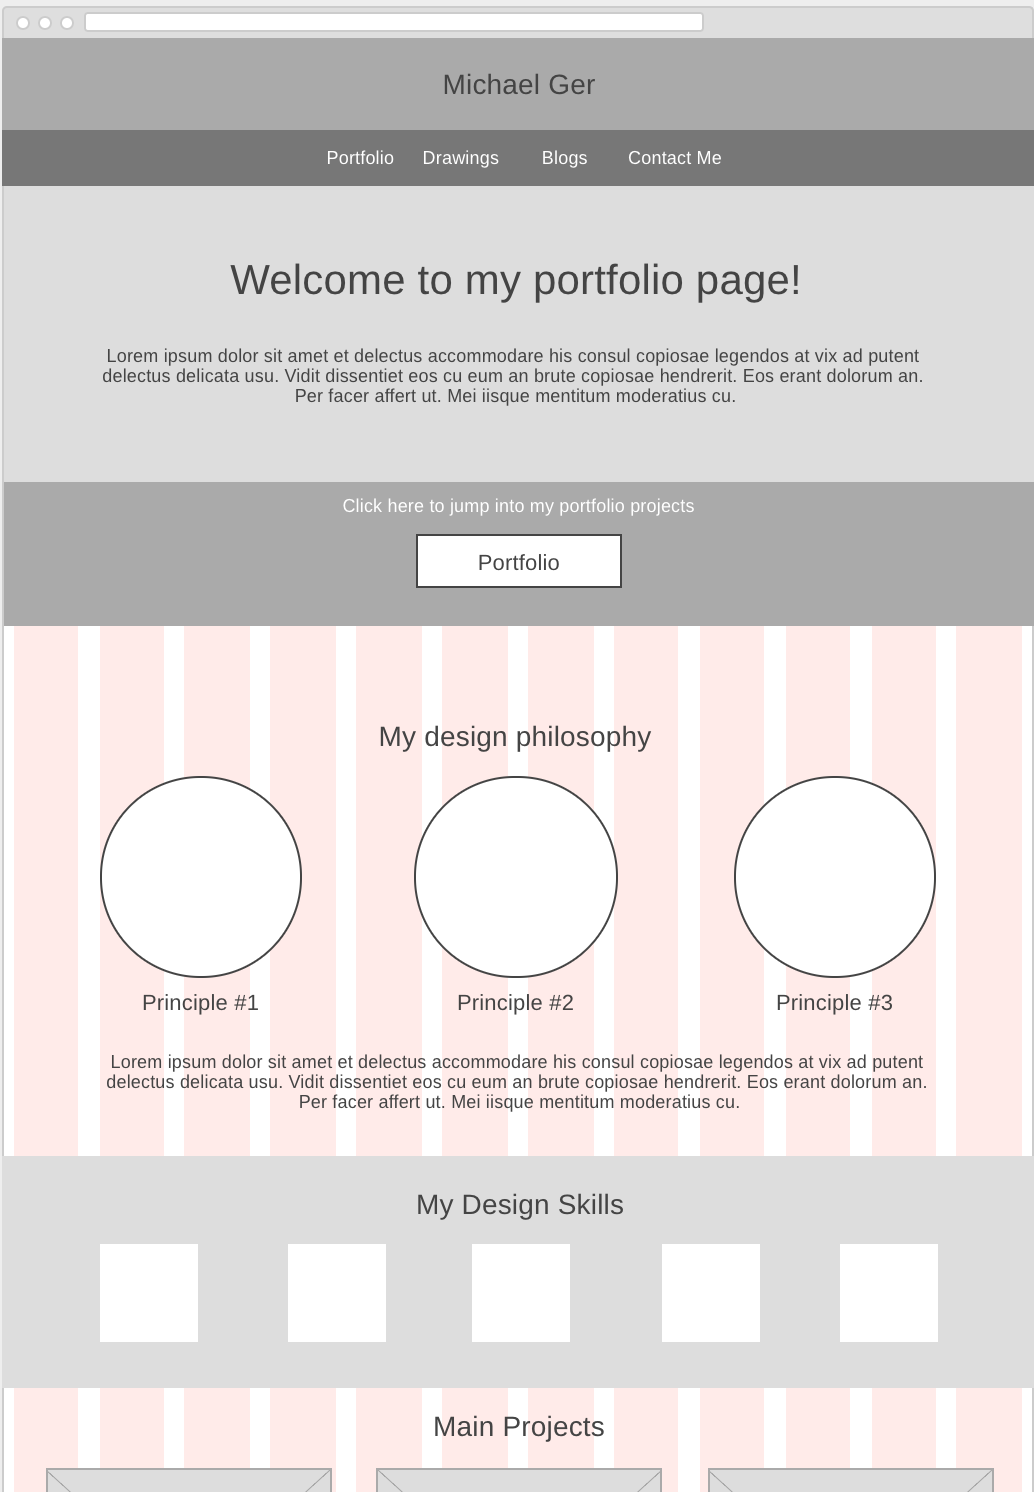 Michael Ger
Portfolio Drawings Blogs Contact Me
Welcome to my portfolio page!
Lorem ipsum dolor sit amet et delectus accommodare his consul copiosae legendos at vix ad putent
delectus delicata usu. Vidit dissentiet eos cu eum an brute copiosae hendrerit. Eos erant dolorum an.
Per facer affert ut. Mei iisque mentitum moderatius cu.
Click here to jump into my portfolio projects
Portfolio
My design philosophy
Principle #1 Principle #2 Principle #3
Lorem ipsum dolor sit amet et delectus accommodare his consul copiosae legendos at vix ad putent
delectus delicata usu. Vidit dissentiet eos cu eum an brute copiosae hendrerit. Eos erant dolorum an.
Per facer affert ut. Mei iisque mentitum moderatius cu.
My Design Skills
Main Projects